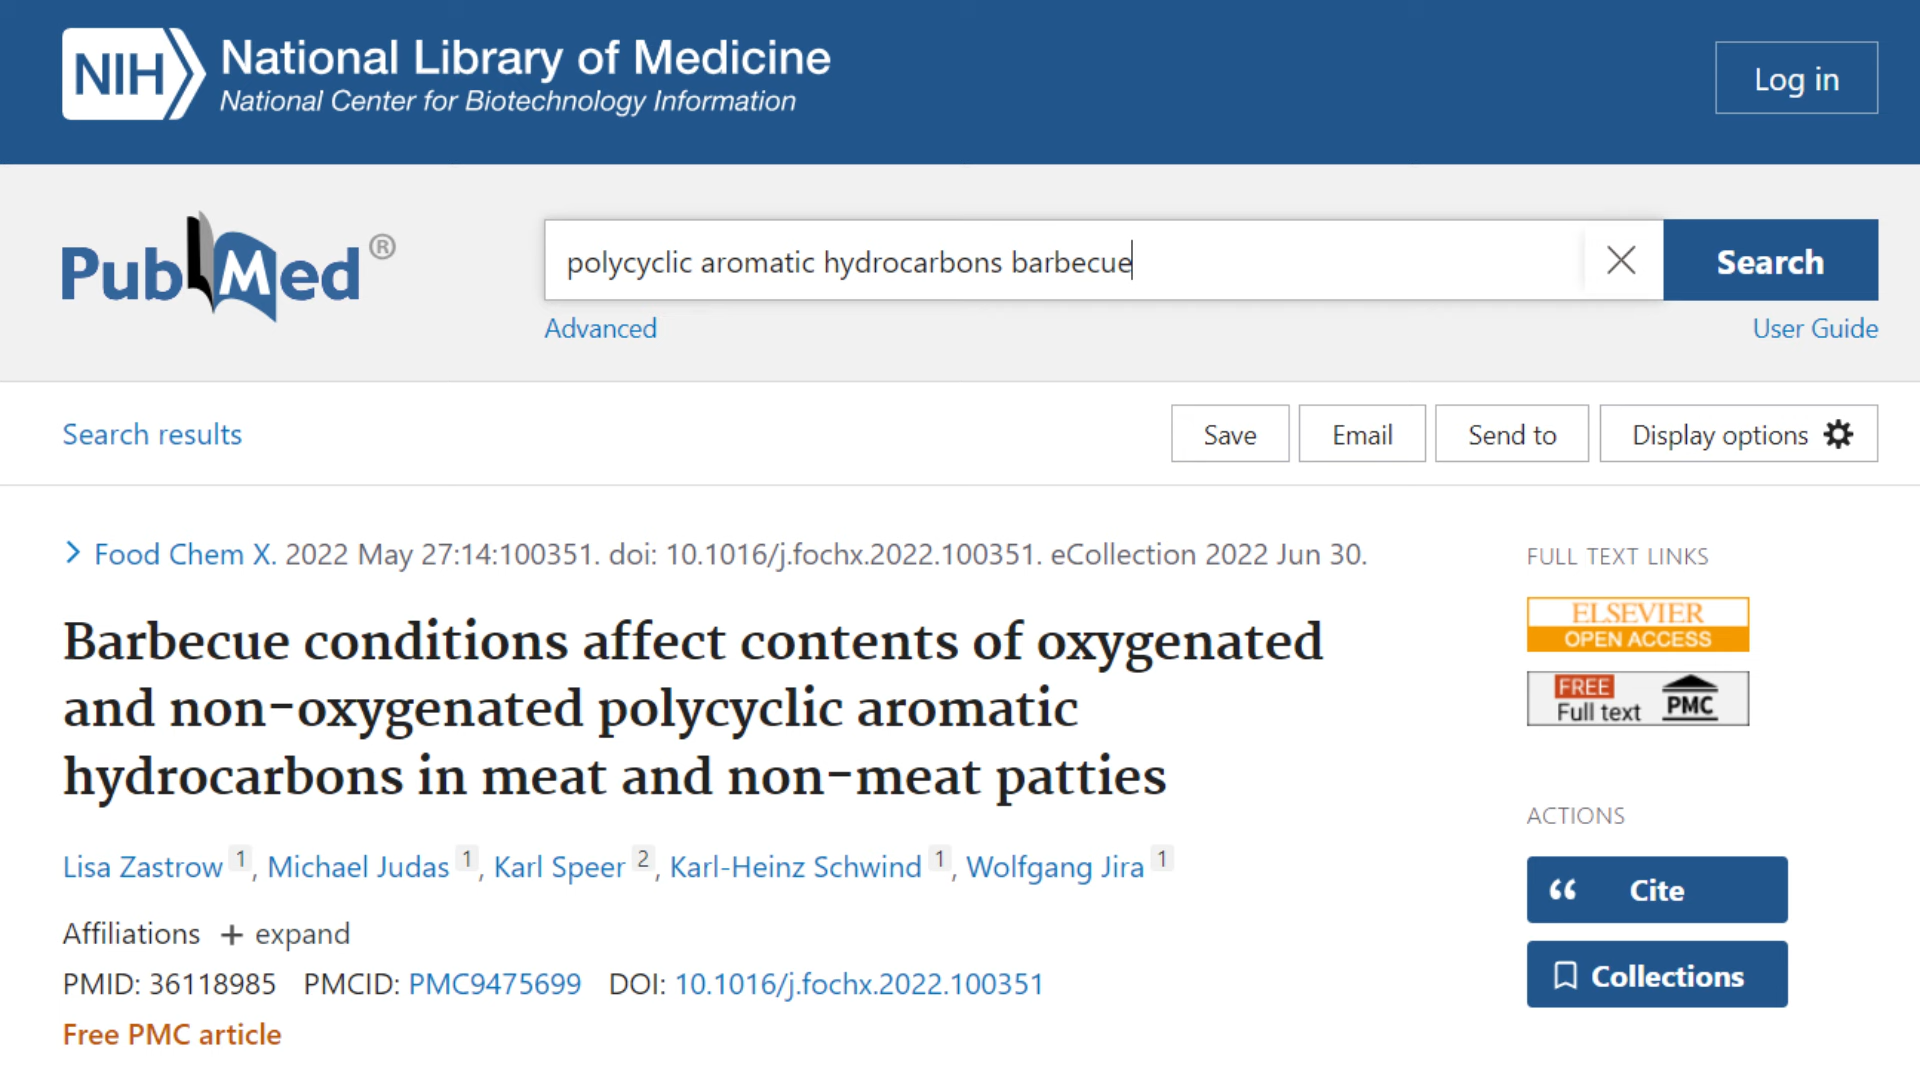 NIH National Library of Medicine
National Center for Biotechnology Information
Log in
PubMed®
polycyclic aromatic hydrocarbons barbecue
Search
Advanced
User Guide
Search results
Save
Email
Send to
Display options
Food Chem X. 2022 May 27:14:100351. doi: 10.1016/j.fochx.2022.100351. eCollection 2022 Jun 30.
Barbecue conditions affect contents of oxygenated
and non-oxygenated polycyclic aromatic
hydrocarbons in meat and non-meat patties
Lisa Zastrow 1, Michael Judas 1, Karl Speer 2, Karl-Heinz Schwind 1, Wolfgang Jira 1
Affiliations + expand
PMID: 36118985 PMCID: PMC9475699 DOI: 10.1016/j.fochx.2022.100351
Free PMC article
FULL TEXT LINKS
ELSEVIER
OPEN ACCESS
FREE
Full text PMC
ACTIONS
Cite
Collections